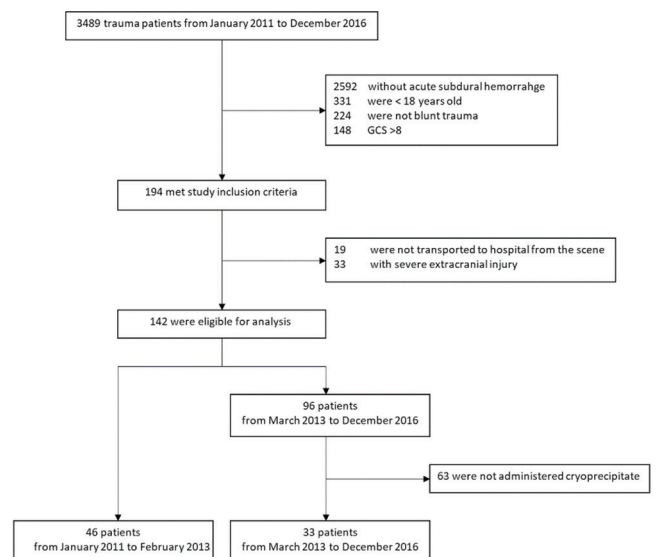 3489 trauma patients from January 2011 to December 2016
2592 without acute subdural hemorrahge
331 were < 18 years old
224 were not blunt trauma
148 GCS >8
194 met study inclusion criteria
19 were not transported to hospital from the scene
33 with severe extracranial injury
142 were eligible for analysis
96 patients
from March 2013 to December 2016
63 were not administered cryoprecipitate
46 patients
from January 2011 to February 2013
33 patients
from March 2013 to December 2016